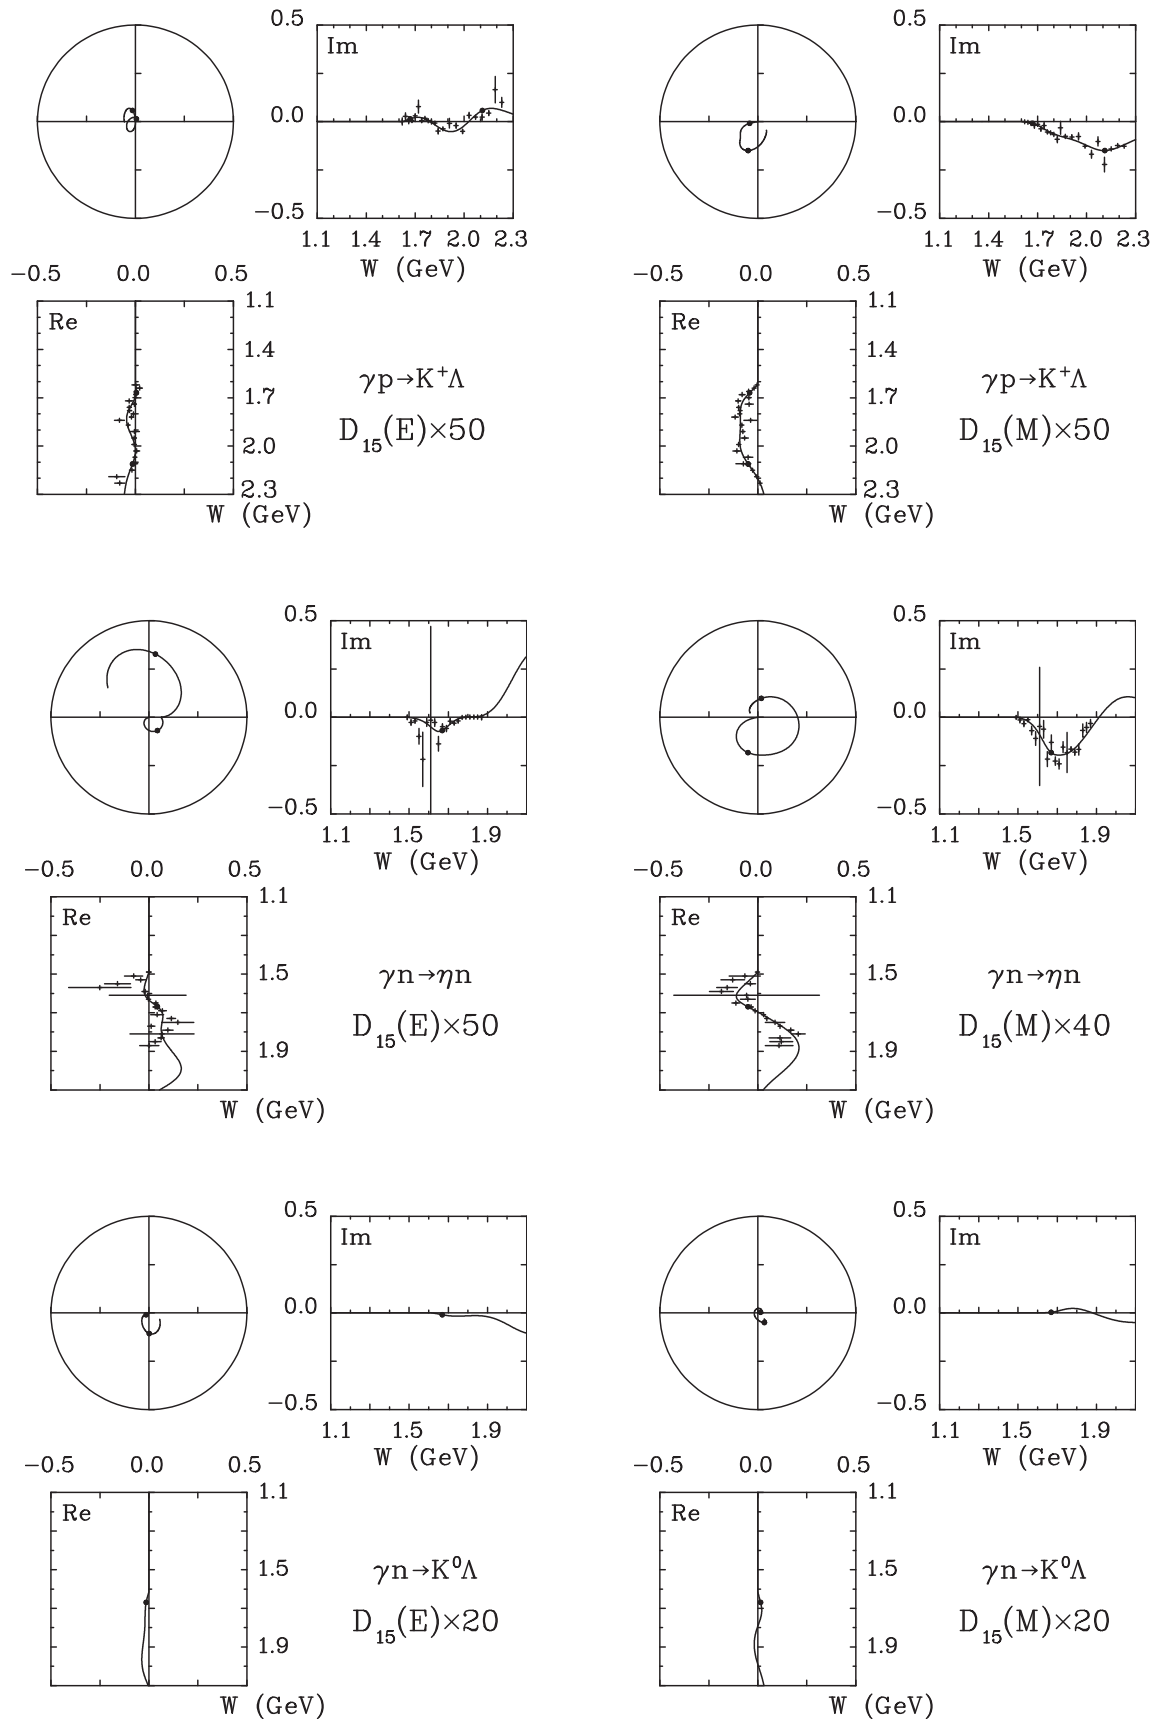 0.5
Im
0.0
−0.5
1.1 1.4 1.7 2.0 2.3
W (GeV)
−0.5 0.0 0.5
Re
1.1
1.4
1.7
2.0
2.3
W (GeV)
γp→K⁺Λ
D₁₅(E)×50
0.5
Im
0.0
−0.5
1.1 1.4 1.7 2.0 2.3
W (GeV)
−0.5 0.0 0.5
Re
1.1
1.4
1.7
2.0
2.3
W (GeV)
γp→K⁺Λ
D₁₅(M)×50
0.5
Im
0.0
−0.5
1.1 1.5 1.9
W (GeV)
−0.5 0.0 0.5
Re
1.1
1.5
1.9
W (GeV)
γn→ηn
D₁₅(E)×50
0.5
Im
0.0
−0.5
1.1 1.5 1.9
W (GeV)
−0.5 0.0 0.5
Re
1.1
1.5
1.9
W (GeV)
γn→ηn
D₁₅(M)×40
0.5
Im
0.0
−0.5
1.1 1.5 1.9
W (GeV)
−0.5 0.0 0.5
Re
1.1
1.5
1.9
W (GeV)
γn→K⁰Λ
D₁₅(E)×20
0.5
Im
0.0
−0.5
1.1 1.5 1.9
W (GeV)
−0.5 0.0 0.5
Re
1.1
1.5
1.9
W (GeV)
γn→K⁰Λ
D₁₅(M)×20